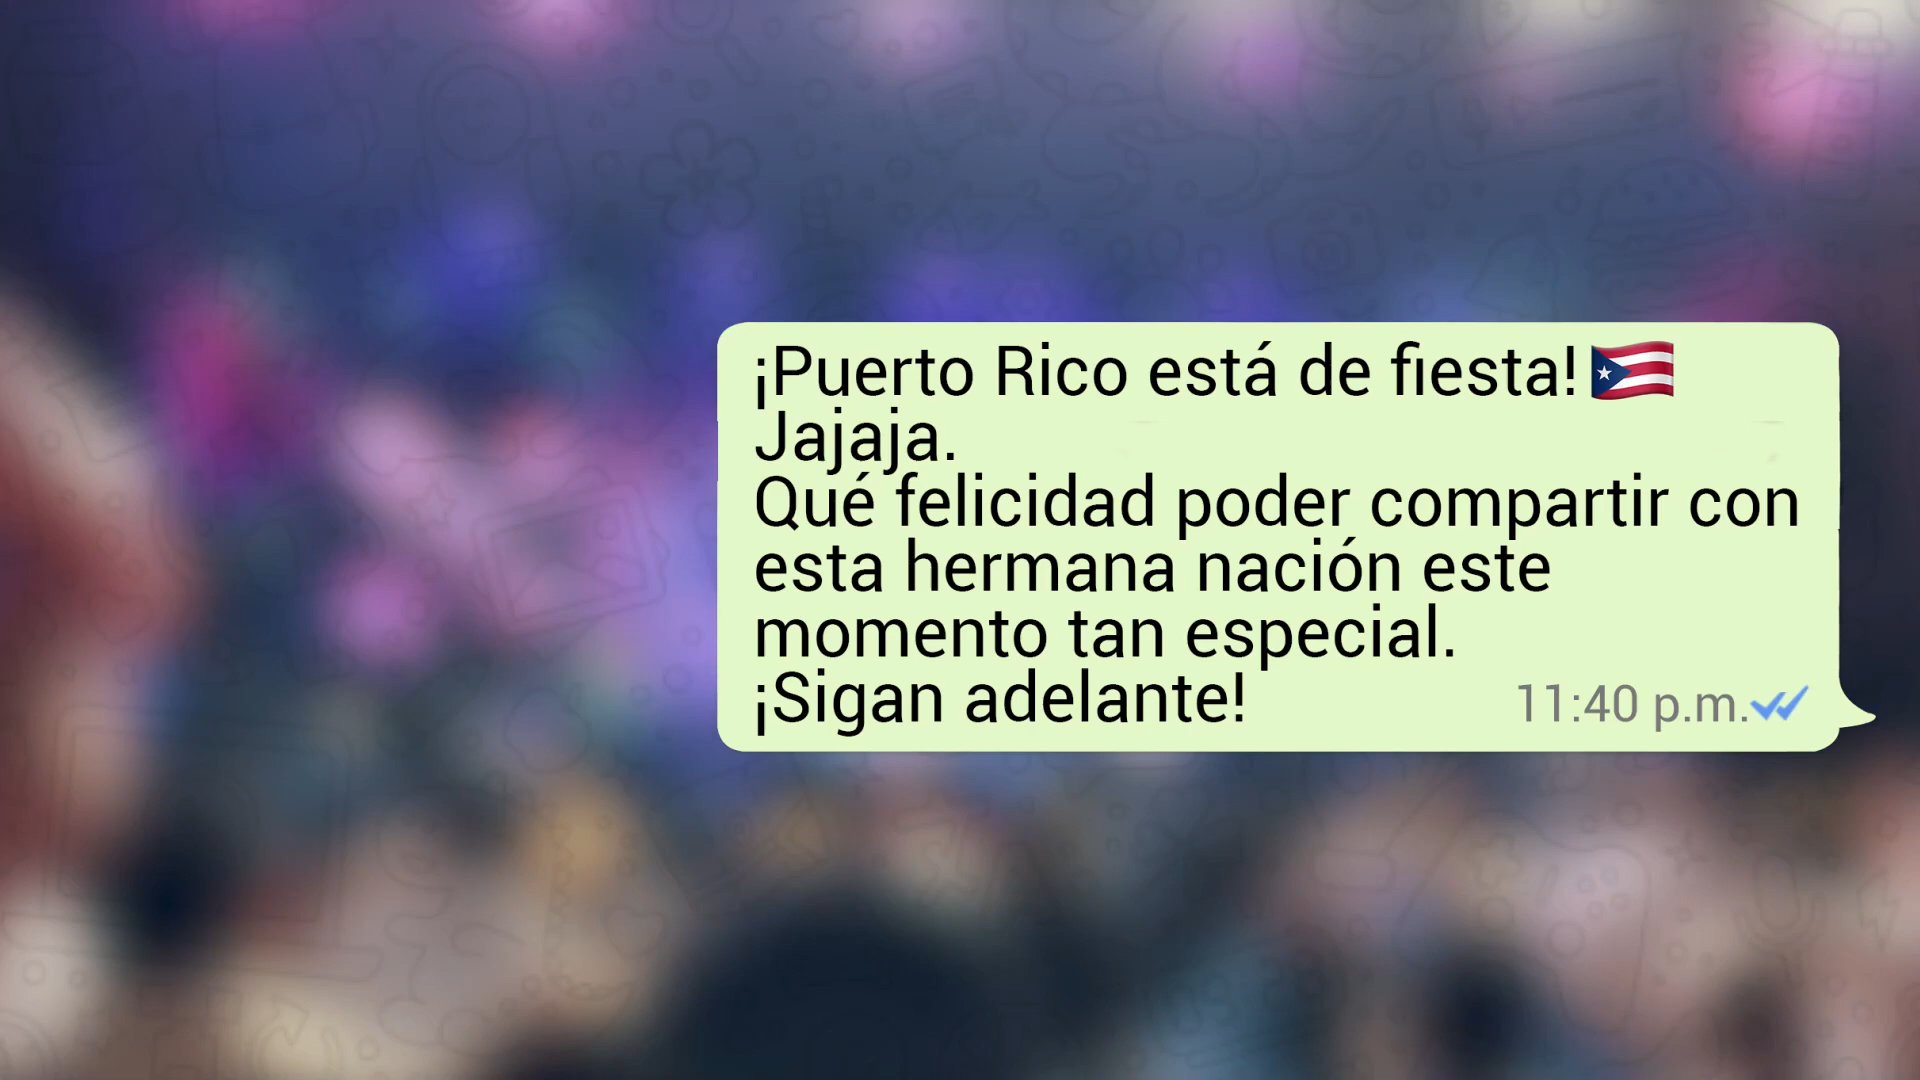 ¡Puerto Rico está de fiesta!🇵🇷
Jajaja.
Qué felicidad poder compartir con
esta hermana nación este
momento tan especial.
¡Sigan adelante!
11:40 p.m.